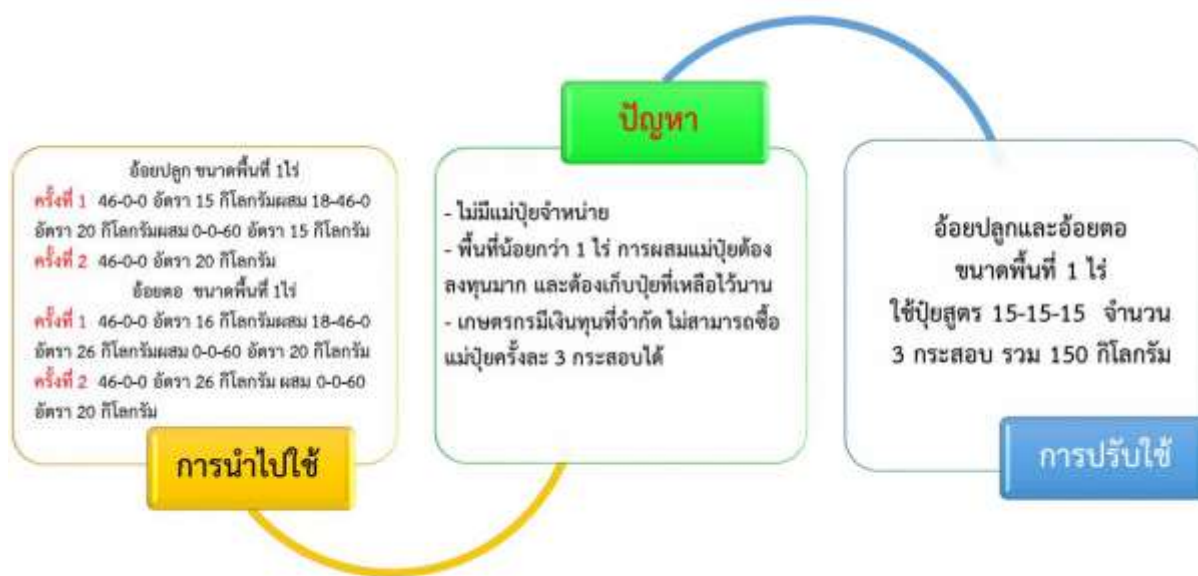 อ้อยปลูก ขนาดพื้นที่ 1ไร่
ครั้งที่ 1 46-0-0 อัตรา 15 กิโลกรัมผสม 18-46-0
อัตรา 20 กิโลกรัมผสม 0-0-60 อัตรา 15 กิโลกรัม
ครั้งที่ 2 46-0-0 อัตรา 20 กิโลกรัม
อ้อยตอ ขนาดพื้นที่ 1ไร่
ครั้งที่ 1 46-0-0 อัตรา 16 กิโลกรัมผสม 18-46-0
อัตรา 26 กิโลกรัมผสม 0-0-60 อัตรา 20 กิโลกรัม
ครั้งที่ 2 46-0-0 อัตรา 26 กิโลกรัม ผสม 0-0-60
อัตรา 20 กิโลกรัม
การนำไปใช้
ปัญหา
- ไม่มีแม่ปุ๋ยจำหน่าย
- พื้นที่น้อยกว่า 1 ไร่ การผสมแม่ปุ๋ยต้อง
ลงทุนมาก และต้องเก็บปุ๋ยที่เหลือไว้นาน
- เกษตรกรมีเงินทุนที่จำกัด ไม่สามารถซื้อ
แม่ปุ๋ยครั้งละ 3 กระสอบได้
อ้อยปลูกและอ้อยตอ
ขนาดพื้นที่ 1 ไร่
ใช้ปุ๋ยสูตร 15-15-15 จำนวน
3 กระสอบ รวม 150 กิโลกรัม
การปรับใช้